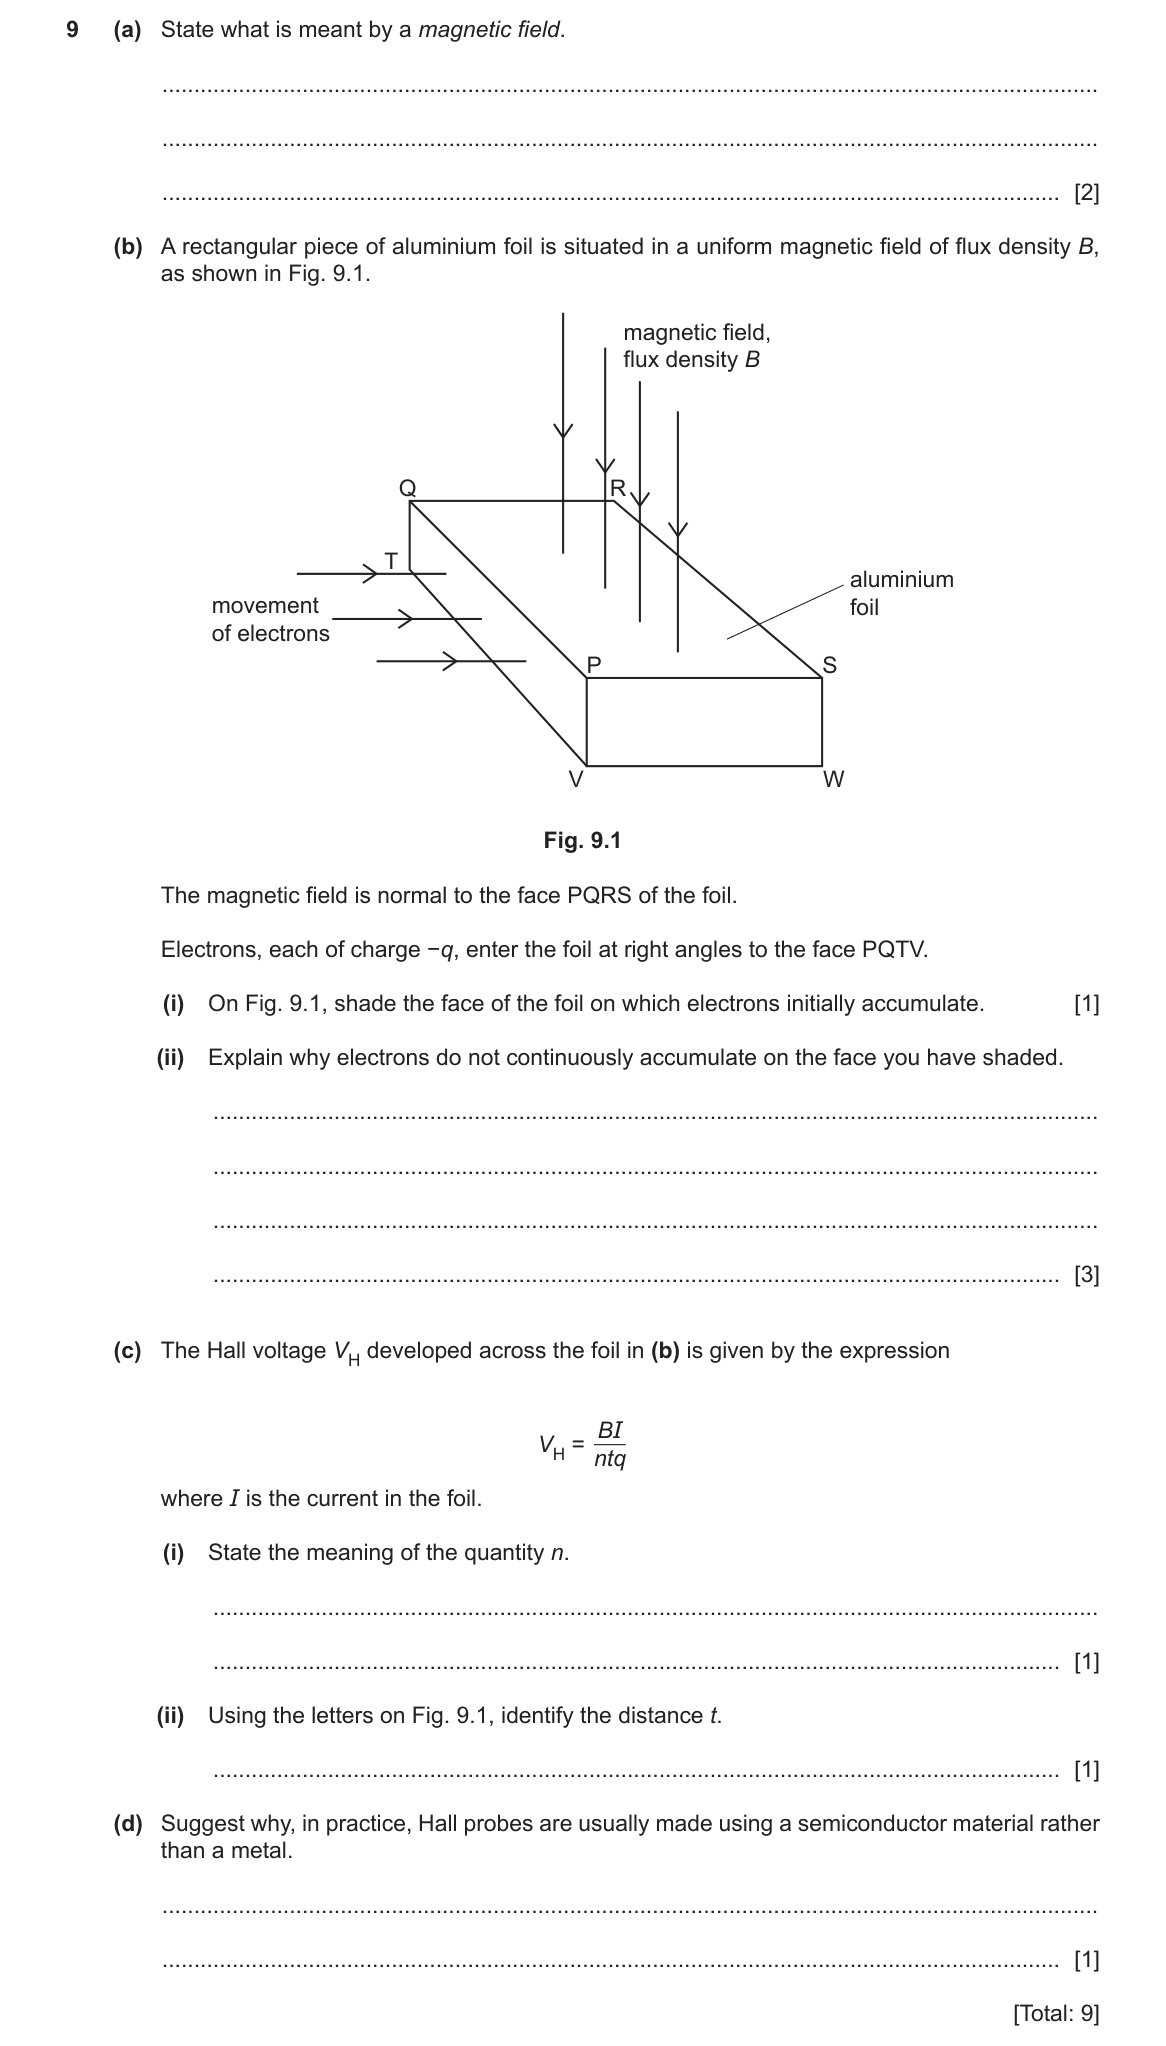 9 (a) State what is meant by a magnetic field.
.......................................................................................................................................................
.......................................................................................................................................................
................................................................................................................................................. [2]
(b) A rectangular piece of aluminium foil is situated in a uniform magnetic field of flux density B,
as shown in Fig. 9.1.
magnetic field,
flux density B
Q
R
T
aluminium
foil
movement
of electrons
P
S
V
W
Fig. 9.1
The magnetic field is normal to the face PQRS of the foil.
Electrons, each of charge −q, enter the foil at right angles to the face PQTV.
(i) On Fig. 9.1, shade the face of the foil on which electrons initially accumulate. [1]
(ii) Explain why electrons do not continuously accumulate on the face you have shaded.
...............................................................................................................................................
...............................................................................................................................................
...............................................................................................................................................
......................................................................................................................................... [3]
(c) The Hall voltage V_H developed across the foil in (b) is given by the expression
V_H = BI/ntq
where I is the current in the foil.
(i) State the meaning of the quantity n.
...............................................................................................................................................
......................................................................................................................................... [1]
(ii) Using the letters on Fig. 9.1, identify the distance t.
......................................................................................................................................... [1]
(d) Suggest why, in practice, Hall probes are usually made using a semiconductor material rather
than a metal.
.......................................................................................................................................................
................................................................................................................................................. [1]
[Total: 9]